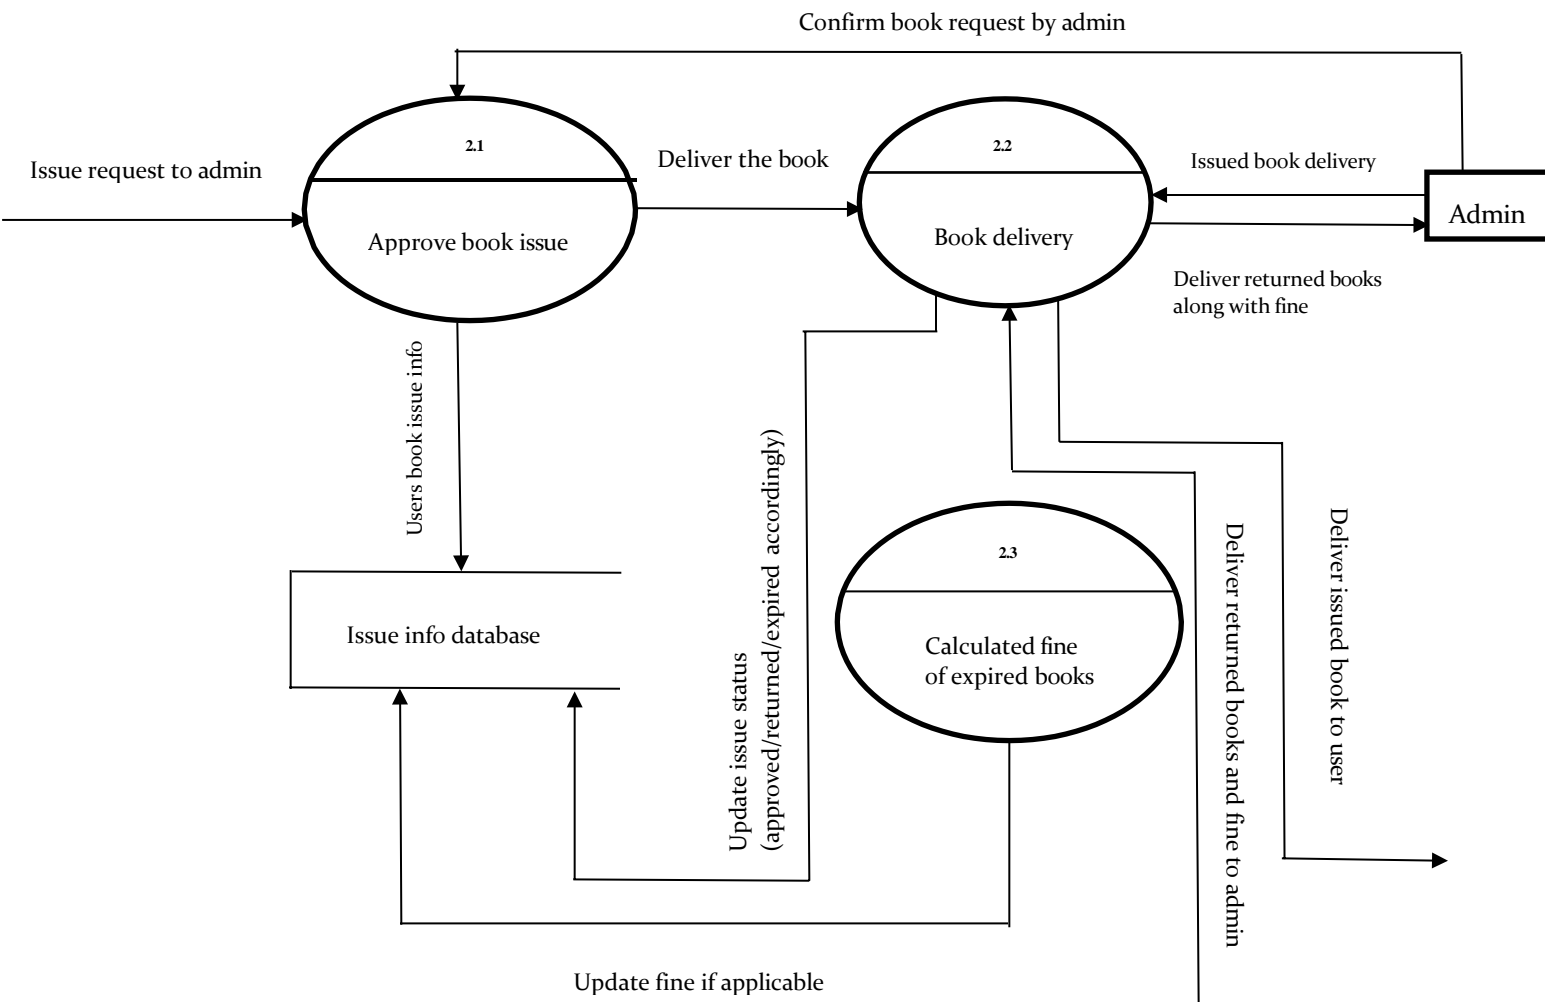 Confirm book request by admin
Issue request to admin
2.1
Approve book issue
Deliver the book
2.2
Book delivery
Issued book delivery
Admin
Deliver returned books
along with fine
Users book issue info
Issue info database
Update issue status
(approved/returned/expired accordingly)
2.3
Calculated fine
of expired books
Deliver returned books and fine to admin
Deliver issued book to user
Update fine if applicable